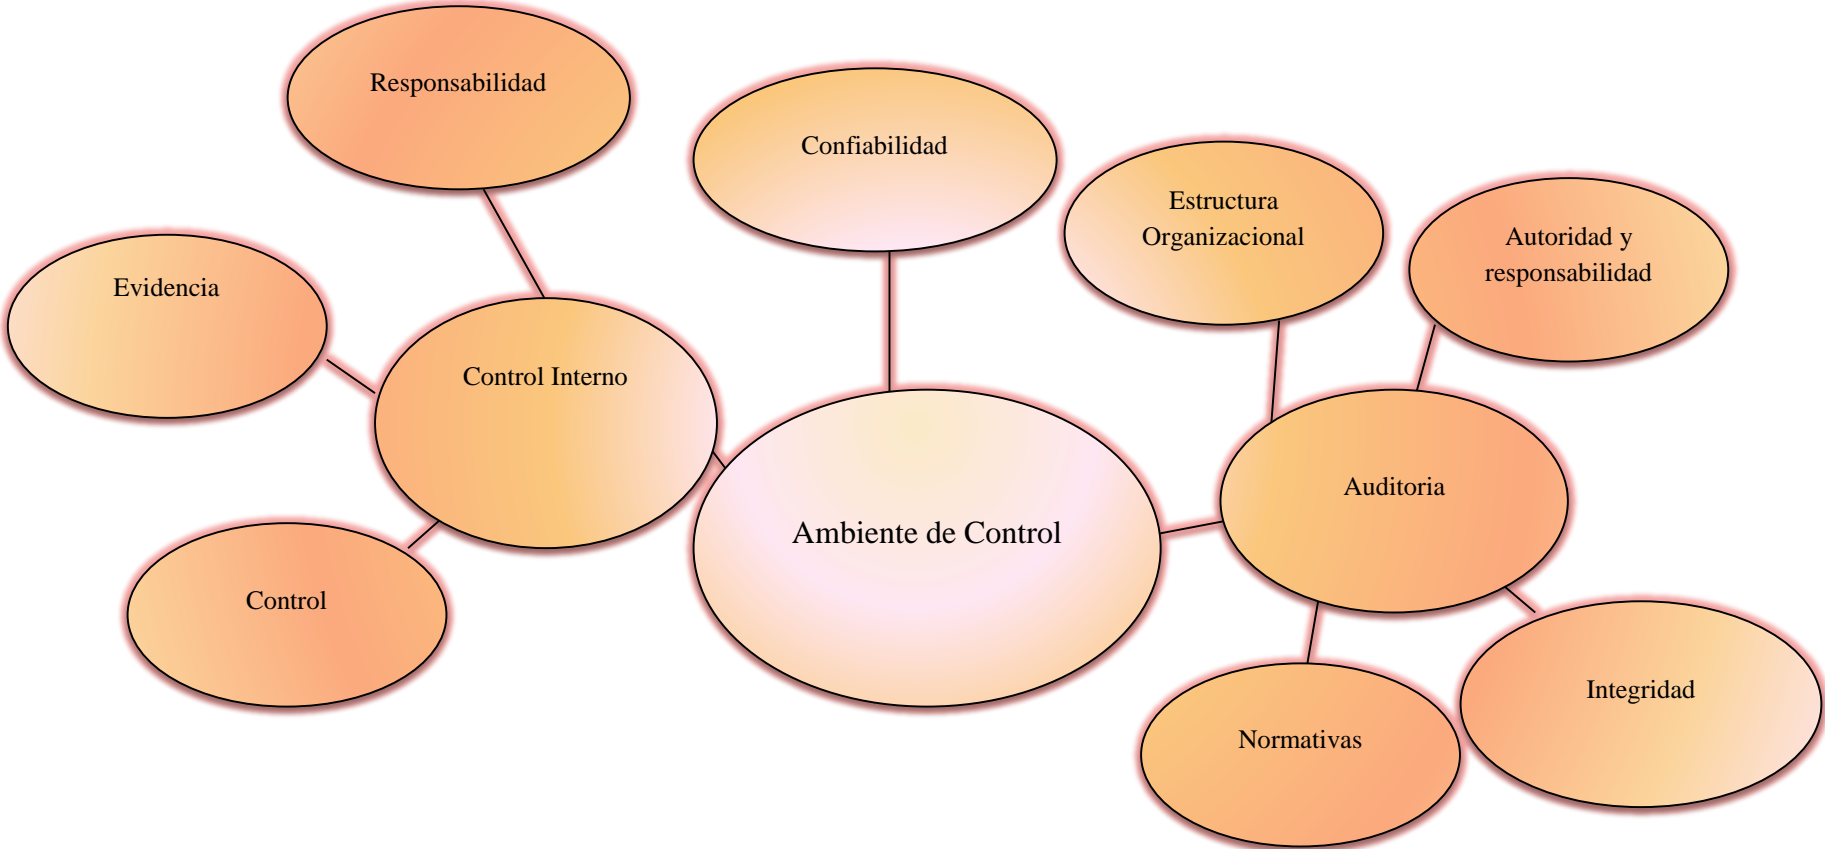 Responsabilidad
Confiabilidad
Estructura
Organizacional
Autoridad y
responsabilidad
Evidencia
Control Interno
Auditoria
Ambiente de Control
Control
Integridad
Normativas